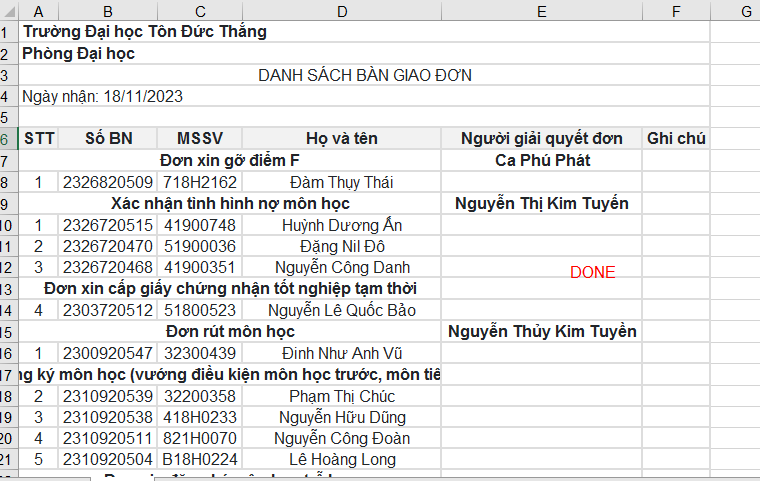 A B C D E F G
1 Trường Đại học Tôn Đức Thắng
2 Phòng Đại học
3 DANH SÁCH BÀN GIAO ĐƠN
4 Ngày nhận: 18/11/2023
5
6 STT Số BN MSSV Họ và tên Người giải quyết đơn Ghi chú
7 Đơn xin gỡ điểm F Ca Phú Phát
8 1 2326820509 718H2162 Đàm Thụy Thái
9 Xác nhận tình hình nợ môn học Nguyễn Thị Kim Tuyến
10 1 2326720515 41900748 Huỳnh Dương Ấn
11 2 2326720470 51900036 Đặng Nil Đô
12 3 2326720468 41900351 Nguyễn Công Danh DONE
13 Đơn xin cấp giấy chứng nhận tốt nghiệp tạm thời
14 4 2303720512 51800523 Nguyễn Lê Quốc Bảo
15 Đơn rút môn học Nguyễn Thủy Kim Tuyền
16 1 2300920547 32300439 Đinh Như Anh Vũ
17 ký môn học (vướng điều kiện môn học trước, môn
18 2 2310920539 32200358 Phạm Thị Chúc
19 3 2310920538 418H0233 Nguyễn Hữu Dũng
20 4 2310920511 821H0070 Nguyễn Công Đoàn
21 5 2310920504 B18H0224 Lê Hoàng Long